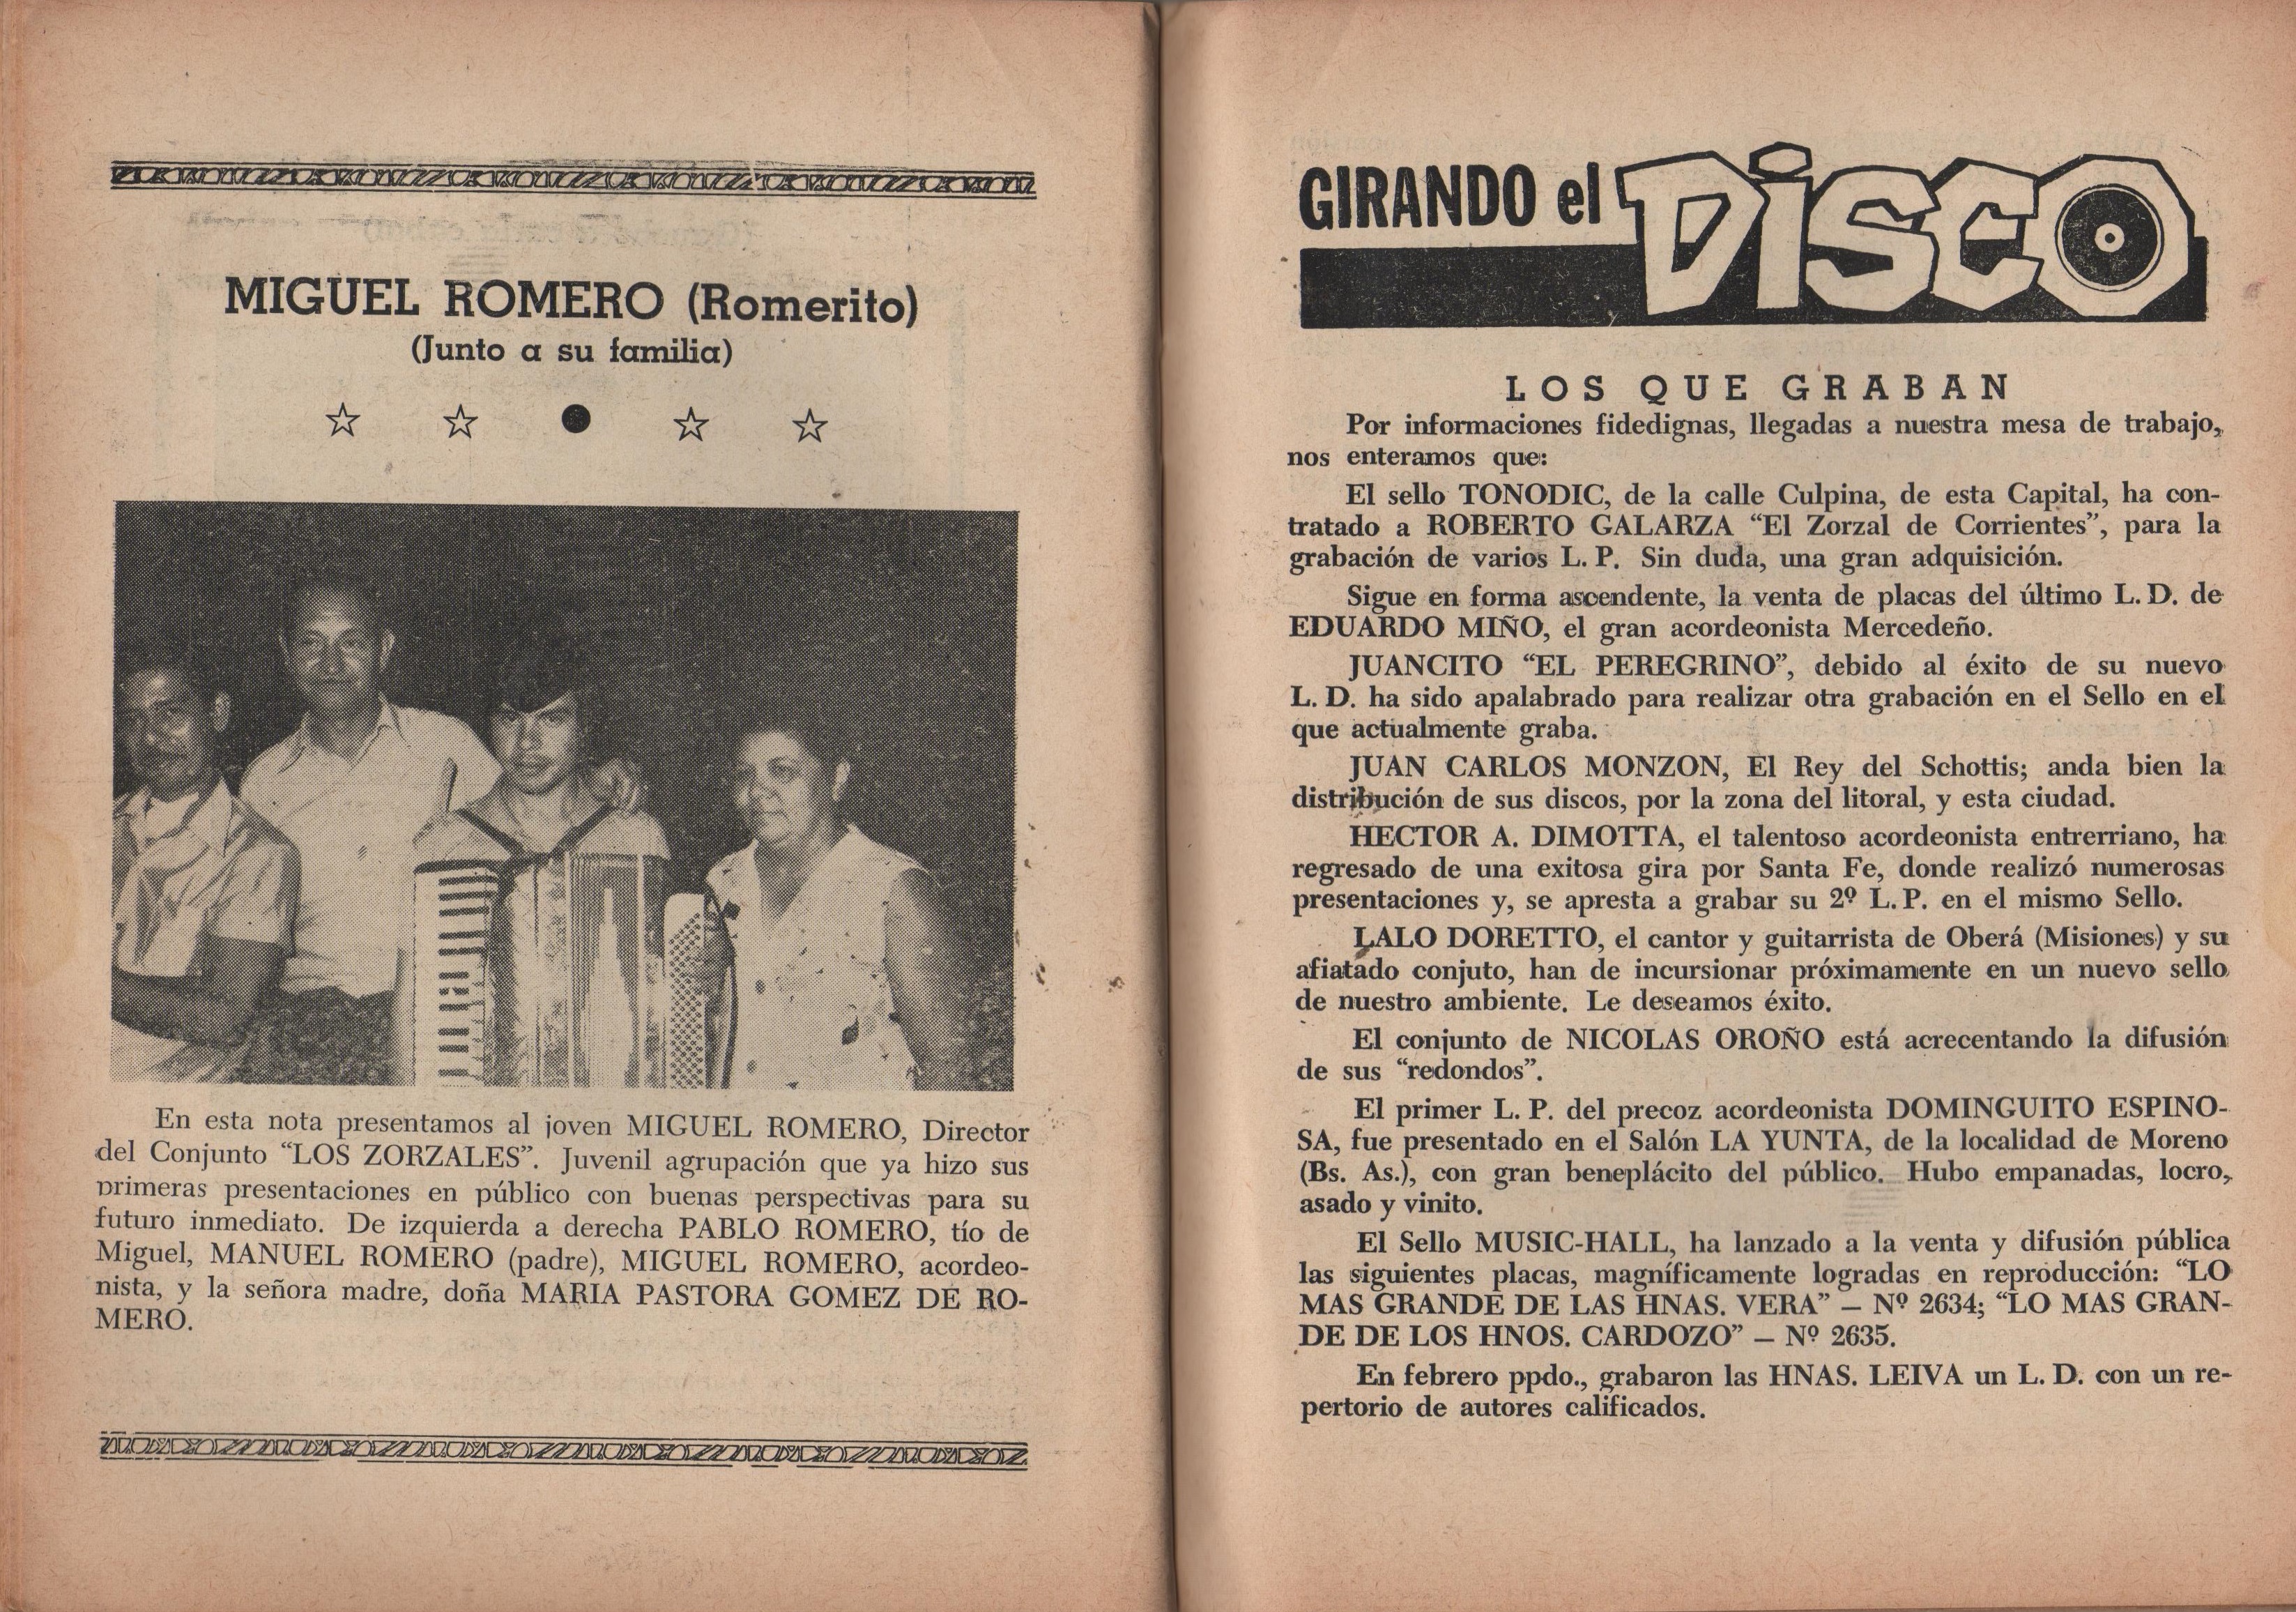 MIGUEL ROMERO (Romerito)
(Junto a su familia)
En esta nota presentamos al joven MIGUEL ROMERO, Director
del Conjunto “LOS ZORZALES”. Juvenil agrupación que ya hizo sus
primeras presentaciones en público con buenas perspectivas para su
futuro inmediato. De izquierda a derecha PABLO ROMERO, tío de
Miguel, MANUEL ROMERO (padre), MIGUEL ROMERO, acordeo-
nista, y la señora madre, doña MARIA PASTORA GOMEZ DE RO-
MERO.
GIRANDO el DiSCO
LOS QUE GRABAN
Por informaciones fidedignas, llegadas a nuestra mesa de trabajo,
nos enteramos que:
El sello TONODIC, de la calle Culpina, de esta Capital, ha con-
tratado a ROBERTO GALARZA “El Zorzal de Corrientes”, para la
grabación de varios L. P. Sin duda, una gran adquisición.
Sigue en forma ascendente, la venta de placas del último L. D. de
EDUARDO MIÑO, el gran acordeonista Mercedeño.
JUANCITO “EL PEREGRINO”, debido al éxito de su nuevo
L. D. ha sido apalabrado para realizar otra grabación en el Sello en el
que actualmente graba.
JUAN CARLOS MONZON, El Rey del Schottis; anda bien la
distribución de sus discos, por la zona del litoral, y esta ciudad.
HECTOR A. DIMOTTA, el talentoso acordeonista entrerriano, ha
regresado de una exitosa gira por Santa Fe, donde realizó numerosas
presentaciones y, se apresta a grabar su 2º L. P. en el mismo Sello.
LALO DORETTO, el cantor y guitarrista de Oberá (Misiones) y su
afiatado conjuto, han de incursionar próximamente en un nuevo sello
de nuestro ambiente. Le deseamos éxito.
El conjunto de NICOLAS OROÑO está acrecentando la difusión
de sus “redondos”.
El primer L. P. del precoz acordeonista DOMINGUITO ESPINO-
SA, fue presentado en el Salón LA YUNTA, de la localidad de Moreno
(Bs. As.), con gran beneplácito del público. Hubo empanadas, locro,
asado y vinito.
El Sello MUSIC-HALL, ha lanzado a la venta y difusión pública
las siguientes placas, magníficamente logradas en reproducción: “LO
MAS GRANDE DE LAS HNAS. VERA” – Nº 2634; “LO MAS GRAN-
DE DE LOS HNOS. CARDOZO” – Nº 2635.
En febrero ppdo., grabaron las HNAS. LEIVA un L. D. con un re-
pertorio de autores calificados.